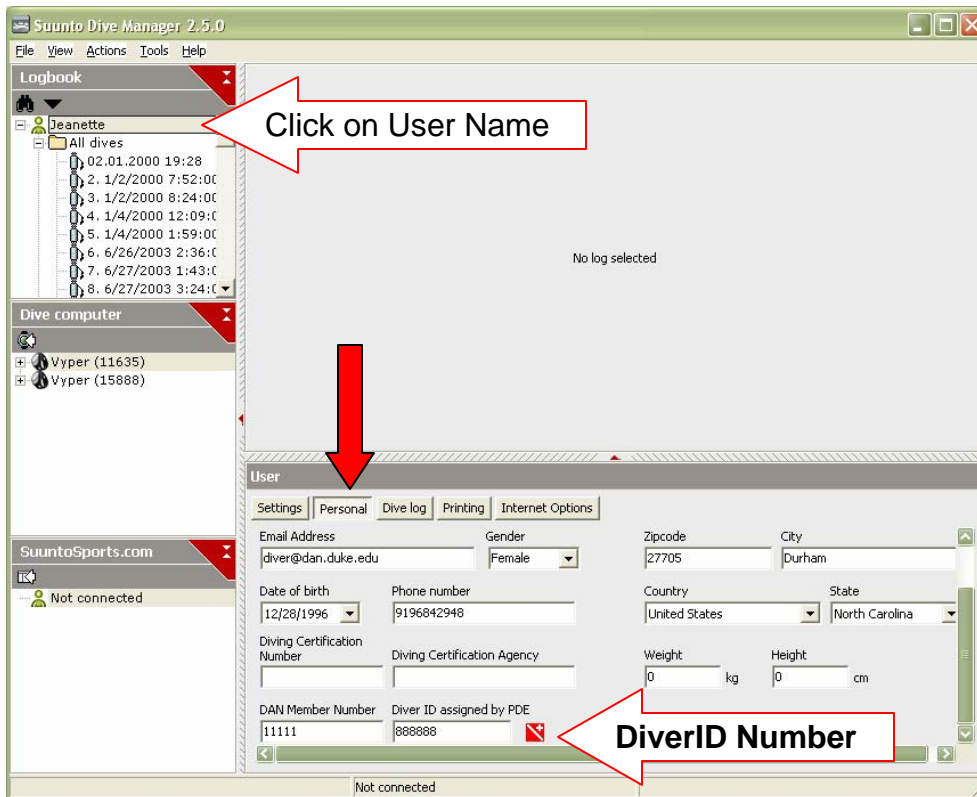 Suunto Dive Manager 2.5.0
File View Actions Tools Help
Logbook
Jeanette
All dives
02.01.2000 19:28
2. 1/2/2000 7:52:00
3. 1/2/2000 8:24:00
4. 1/4/2000 12:09:0
5. 1/4/2000 1:59:00
6. 6/26/2003 2:36:0
7. 6/27/2003 1:43:0
8. 6/27/2003 3:24:0
Click on User Name
No log selected
Dive computer
Vyper (11635)
Vyper (15888)
SuuntoSports.com
Not connected
User
Settings Personal Dive log Printing Internet Options
Email Address Gender Zipcode City
diver@dan.duke.edu Female 27705 Durham
Date of birth Phone number Country State
12/28/1996 9196842948 United States North Carolina
Diving Certification
Number Diving Certification Agency Weight Height
0 kg 0 cm
DAN Member Number Diver ID assigned by PDE
11111 888888
DiverID Number
Not connected